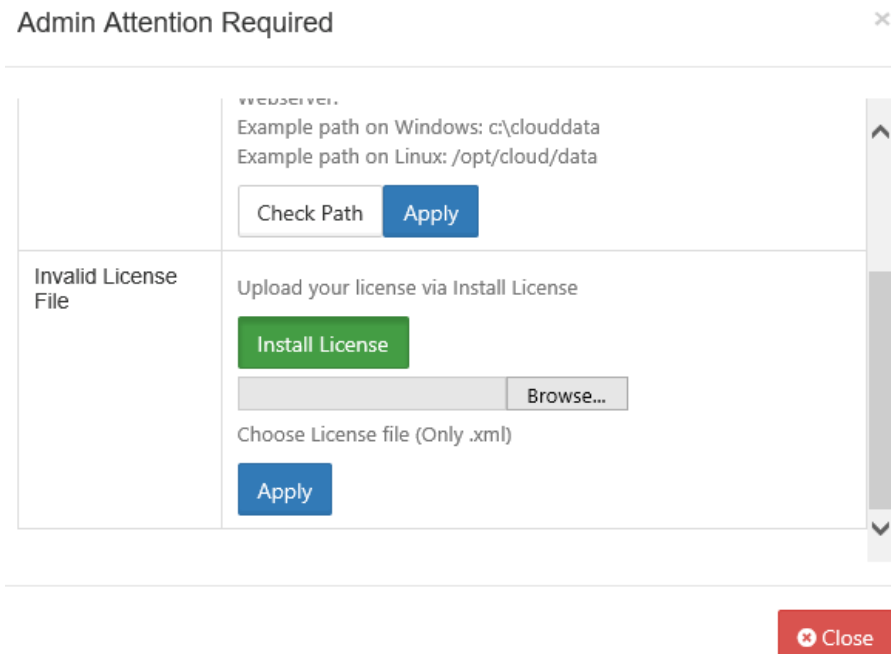 Admin Attention Required
Webserver.
Example path on Windows: c:\clouddata
Example path on Linux: /opt/cloud/data
Check Path
Apply
Invalid License
File
Upload your license via Install License
Install License
Browse...
Choose License file (Only .xml)
Apply
Close